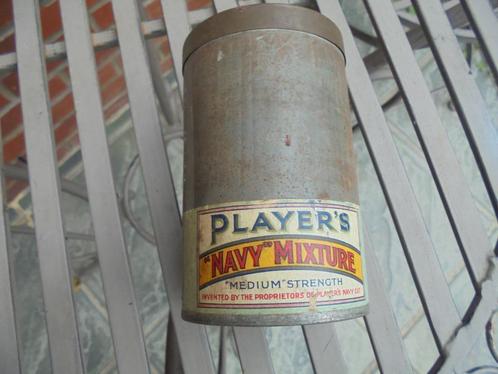 PLAYER'S
"NAVY" MIXTURE
"MEDIUM" STRENGTH
INVENTED BY THE PROPRIETORS OF PLAYER'S NAVY CUT